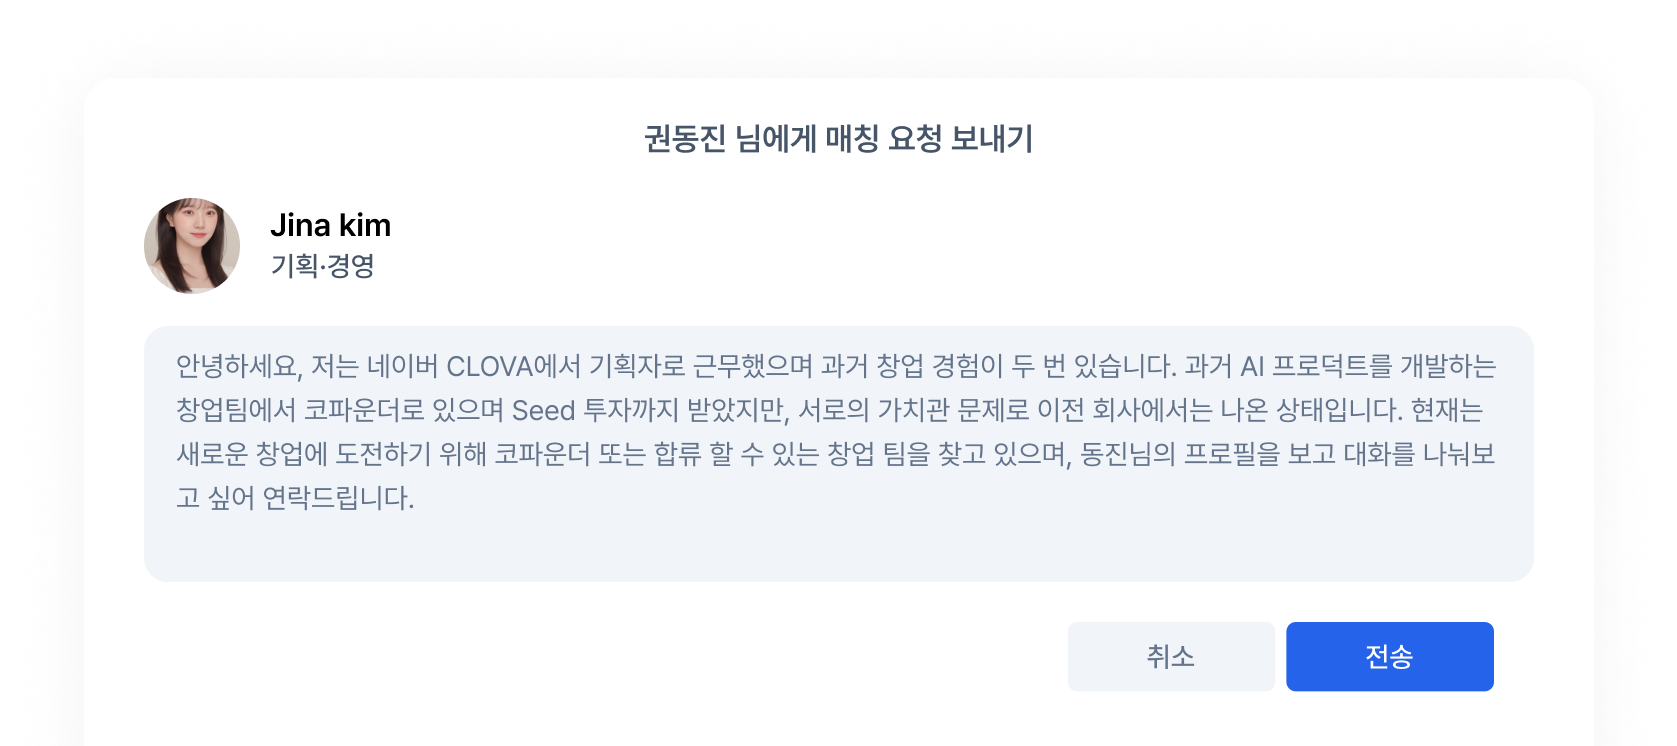 권동진 님에게 매칭 요청 보내기
Jina kim
기획·경영
안녕하세요, 저는 네이버 CLOVA에서 기획자로 근무했으며 과거 창업 경험이 두 번 있습니다. 과거 AI 프로덕트를 개발하는
창업팀에서 코파운더로 있으며 Seed 투자까지 받았지만, 서로의 가치관 문제로 이전 회사에서는 나온 상태입니다. 현재는
새로운 창업에 도전하기 위해 코파운더 또는 합류 할 수 있는 창업 팀을 찾고 있으며, 동진님의 프로필을 보고 대화를 나눠보
고 싶어 연락드립니다.
취소
전송